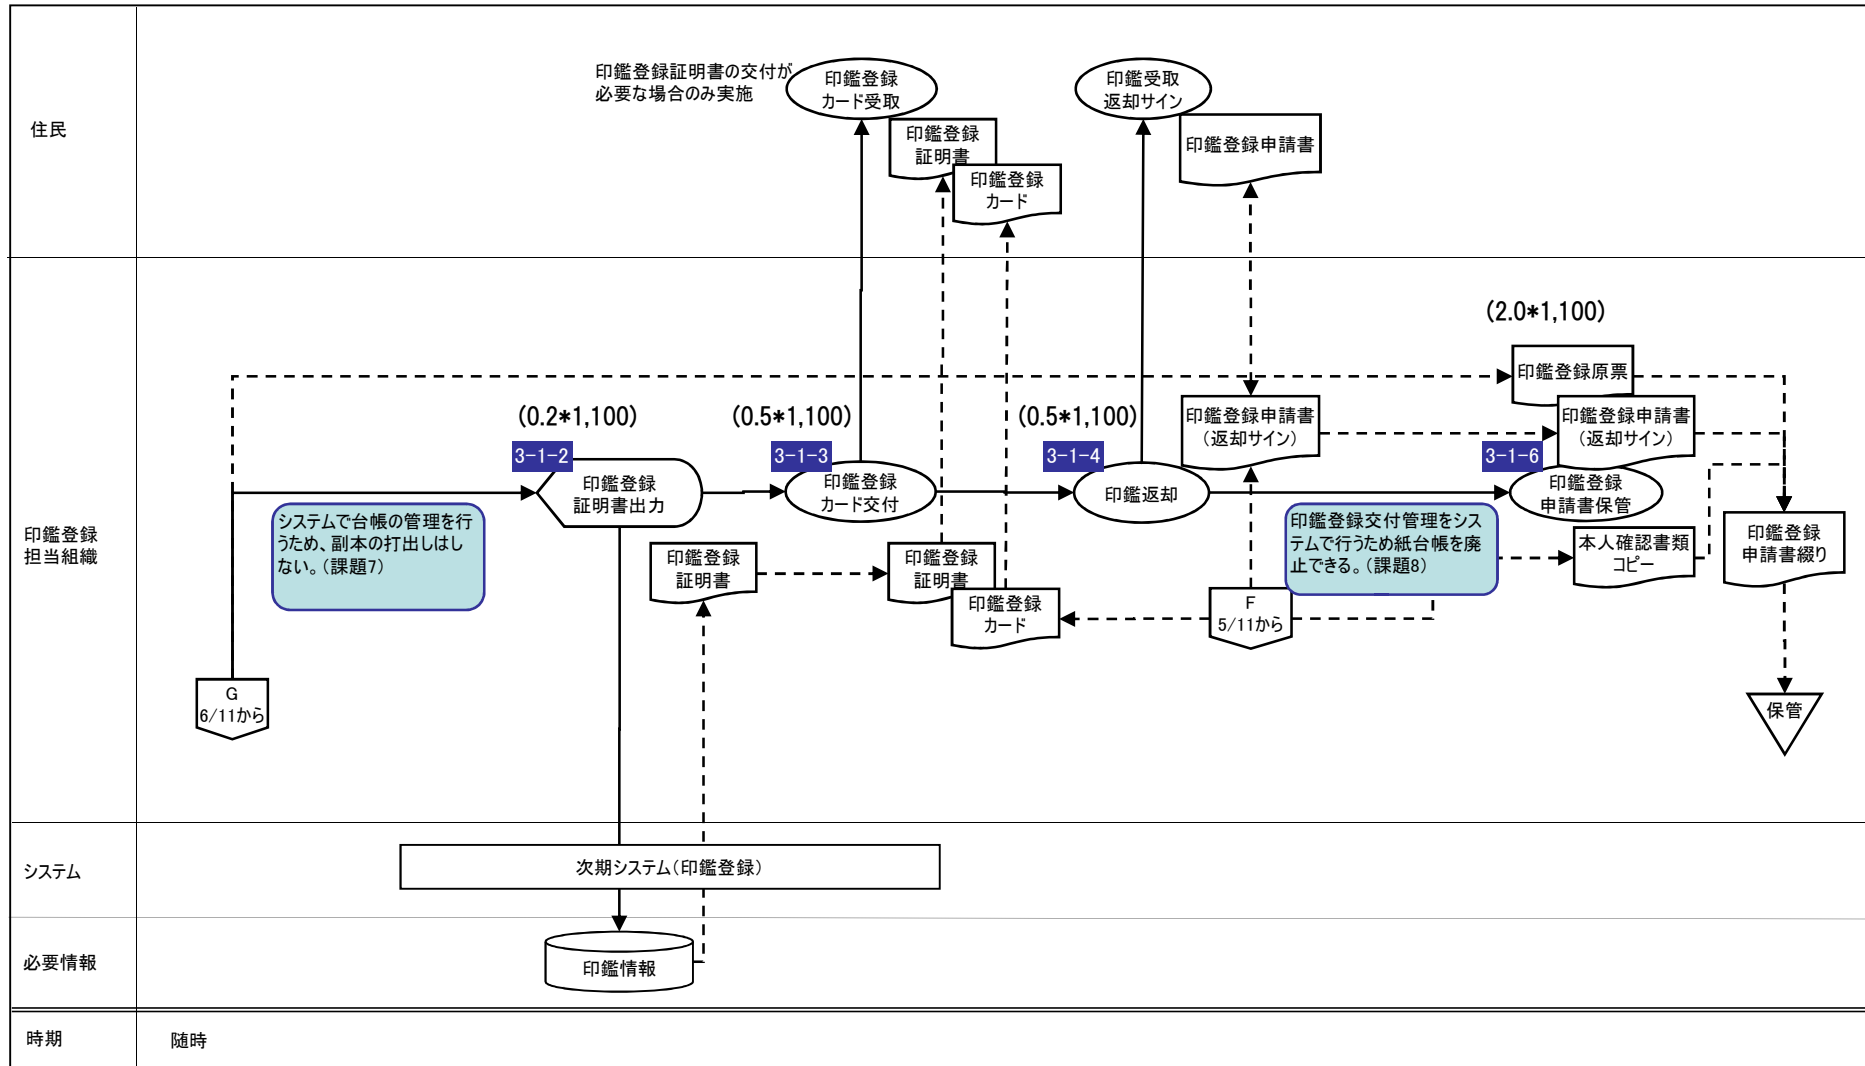 住民
印鑑登録証明書の交付が
必要な場合のみ実施
印鑑登録
カード受取
印鑑登録
証明書
印鑑登録
カード
印鑑受取
返却サイン
印鑑登録申請書
印鑑登録
担当組織
(2.0*1,100)
印鑑登録原票
(0.2*1,100)
3-1-2
印鑑登録
証明書出力
(0.5*1,100)
3-1-3
印鑑登録
カード交付
(0.5*1,100)
3-1-4
印鑑返却
印鑑登録申請書
(返却サイン)
印鑑登録申請書
(返却サイン)
3-1-6
印鑑登録
申請書保管
システムで台帳の管理を行
うため、副本の打出しはし
ない。(課題7)
印鑑登録
証明書
印鑑登録
証明書
印鑑登録
カード
印鑑登録交付管理をシス
テムで行うため紙台帳を廃
止できる。(課題8)
F
5/11から
本人確認書類
コピー
印鑑登録
申請書綴り
G
6/11から
保管
システム
次期システム(印鑑登録)
必要情報
印鑑情報
時期
随時